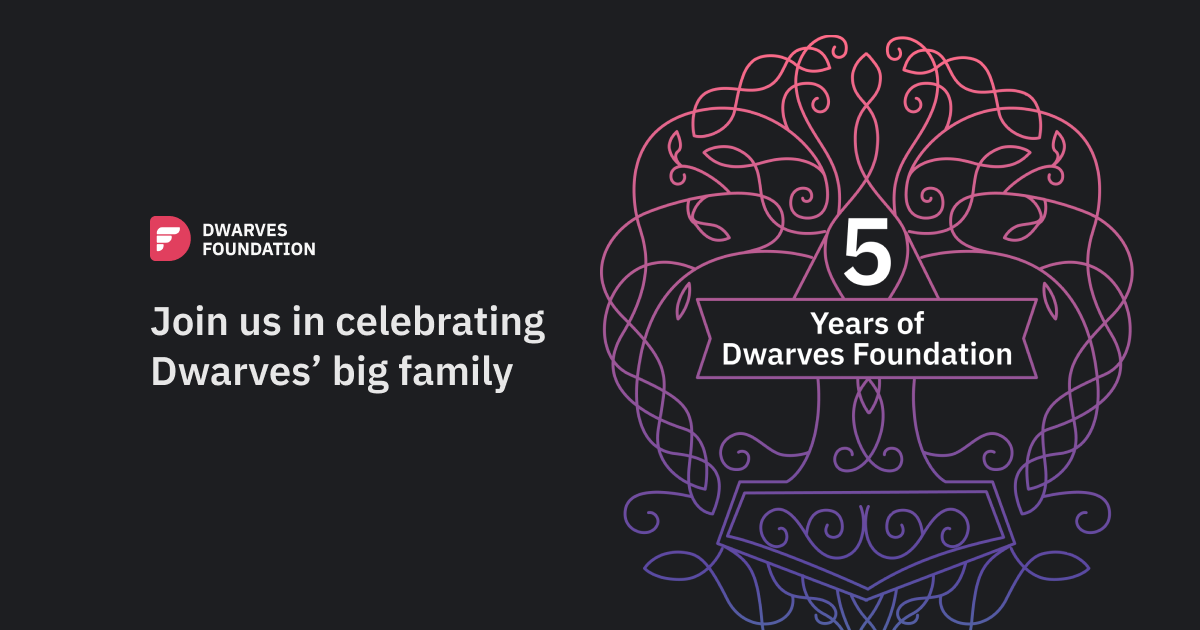 DWARVES
FOUNDATION
Join us in celebrating
Dwarves’ big family
5
Years of
Dwarves Foundation